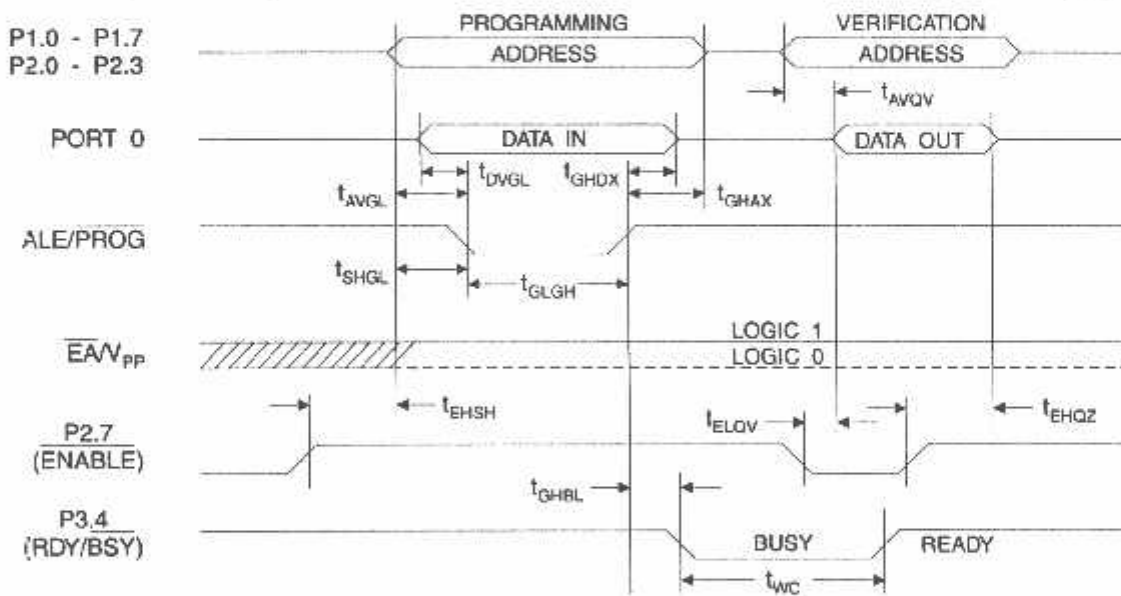 PROGRAMMING VERIFICATION
P1.0 - P1.7
P2.0 - P2.3
ADDRESS ADDRESS
tAVQV
PORT 0 DATA IN DATA OUT
tDVGL tGHDX
tAVGL tGHAX
ALE/PROG
tSHGL tGLGH
EA/VPP LOGIC 1
LOGIC 0
tEHSH tELQV tEHQZ
P2.7
(ENABLE)
tGHBL
P3.4
(RDY/BSY) BUSY READY
tWC